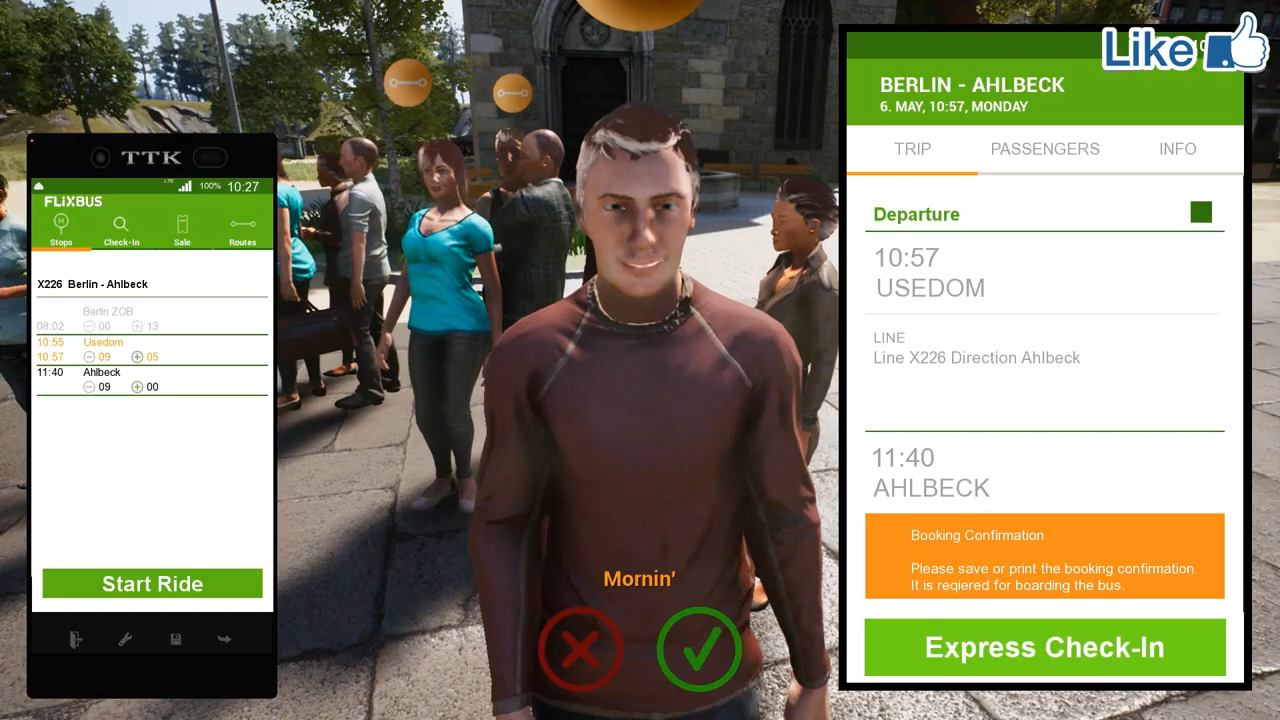 TTK
LTE 100% 10:27
FLiXBUS
H
Stops Check-In Sale Routes
X226 Berlin - Ahlbeck
Berlin ZOB
08:02 00 13
10:55 Usedom
10:57 09 05
11:40 Ahlbeck
09 00
Start Ride
Mornin'
Like
BERLIN - AHLBECK
6. MAY, 10:57, MONDAY
TRIP PASSENGERS INFO
Departure
10:57
USEDOM
LINE
Line X226 Direction Ahlbeck
11:40
AHLBECK
Booking Confirmation
Please save or print the booking confirmation.
It is reqiered for boarding the bus.
Express Check-In